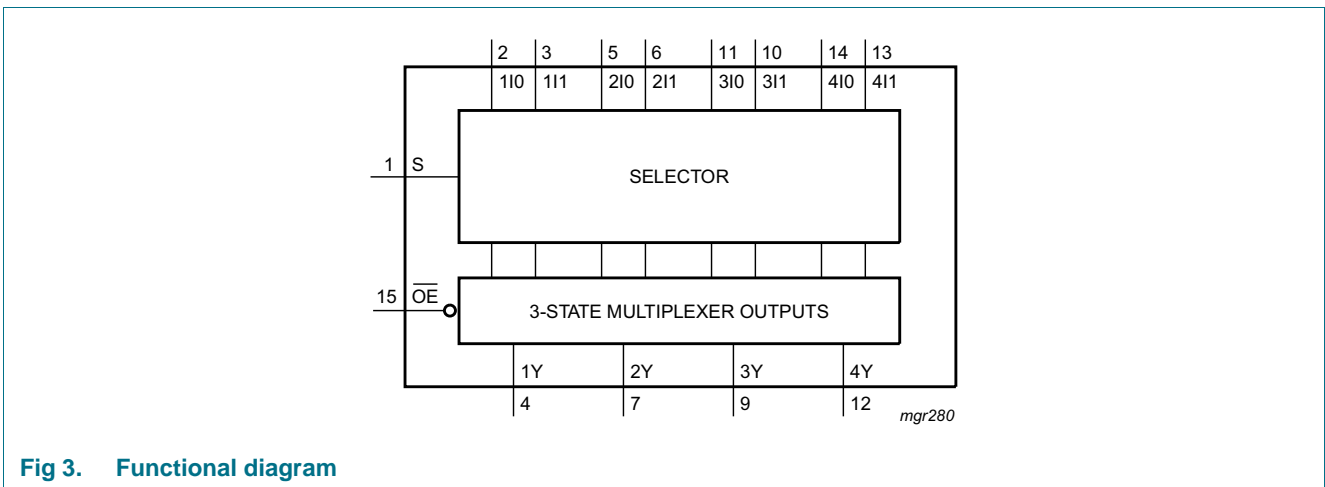 2 3 5 6 11 10 14 13
1I0 1I1 2I0 2I1 3I0 3I1 4I0 4I1
1 S
SELECTOR
15 O̅E̅
3-STATE MULTIPLEXER OUTPUTS
1Y 2Y 3Y 4Y
4 7 9 12
mgr280
Fig 3. Functional diagram